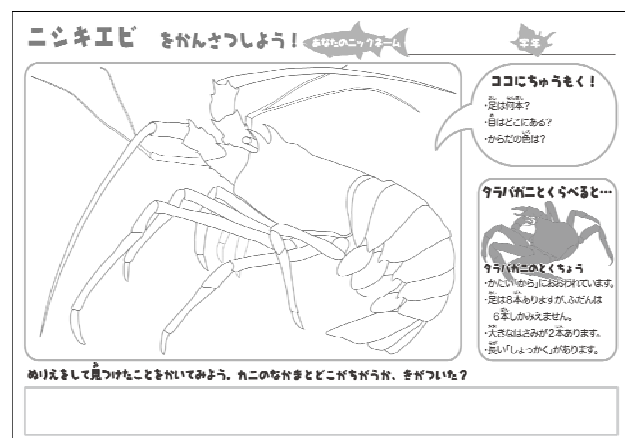 ニシキエビ をかんさつしよう！
あなたのニックネーム
学年
ココにちゅうもく！
・足は何本？
・目はどこにある？
・からだの色は？
タラバガニとくらべると…
タラバガニのとくちょう
・かたい「から」におおわれています。
・足は8本ありますが、ふだんは
6本しかみえません。
・大きなはさみが2本あります。
・長い「しょっかく」があります。
ぬりえをして見つけたことをかいてみよう。カニのなかまとどこがちがうか、きがついた？